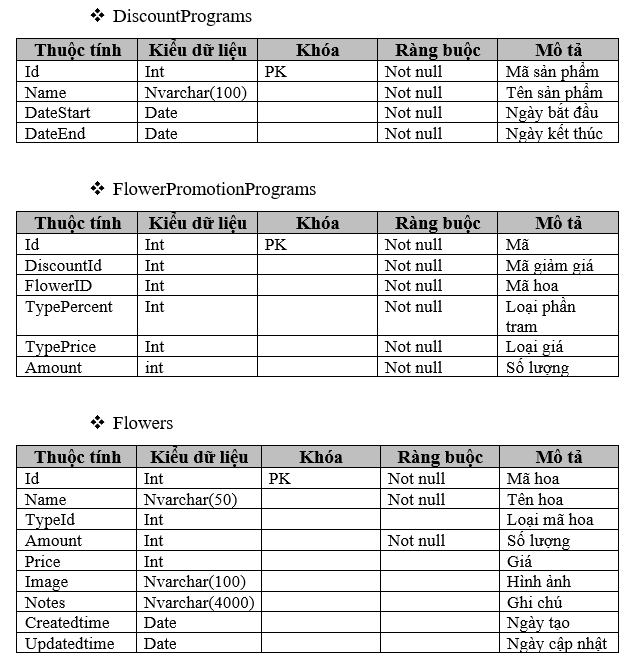 ❖ DiscountPrograms
Thuộc tính Kiểu dữ liệu Khóa Ràng buộc Mô tả
Id Int PK Not null Mã sản phẩm
Name Nvarchar(100) Not null Tên sản phẩm
DateStart Date Not null Ngày bắt đầu
DateEnd Date Not null Ngày kết thúc
❖ FlowerPromotionPrograms
Thuộc tính Kiểu dữ liệu Khóa Ràng buộc Mô tả
Id Int PK Not null Mã
DiscountId Int Not null Mã giảm giá
FlowerID Int Not null Mã hoa
TypePercent Int Not null Loại phần
tram
TypePrice Int Not null Loại giá
Amount int Not null Số lượng
❖ Flowers
Thuộc tính Kiểu dữ liệu Khóa Ràng buộc Mô tả
Id Int PK Not null Mã hoa
Name Nvarchar(50) Not null Tên hoa
TypeId Int Loại mã hoa
Amount Int Not null Số lượng
Price Int Giá
Image Nvarchar(100) Hình ảnh
Notes Nvarchar(4000) Ghi chú
Createdtime Date Ngày tạo
Updatedtime Date Ngày cập nhật